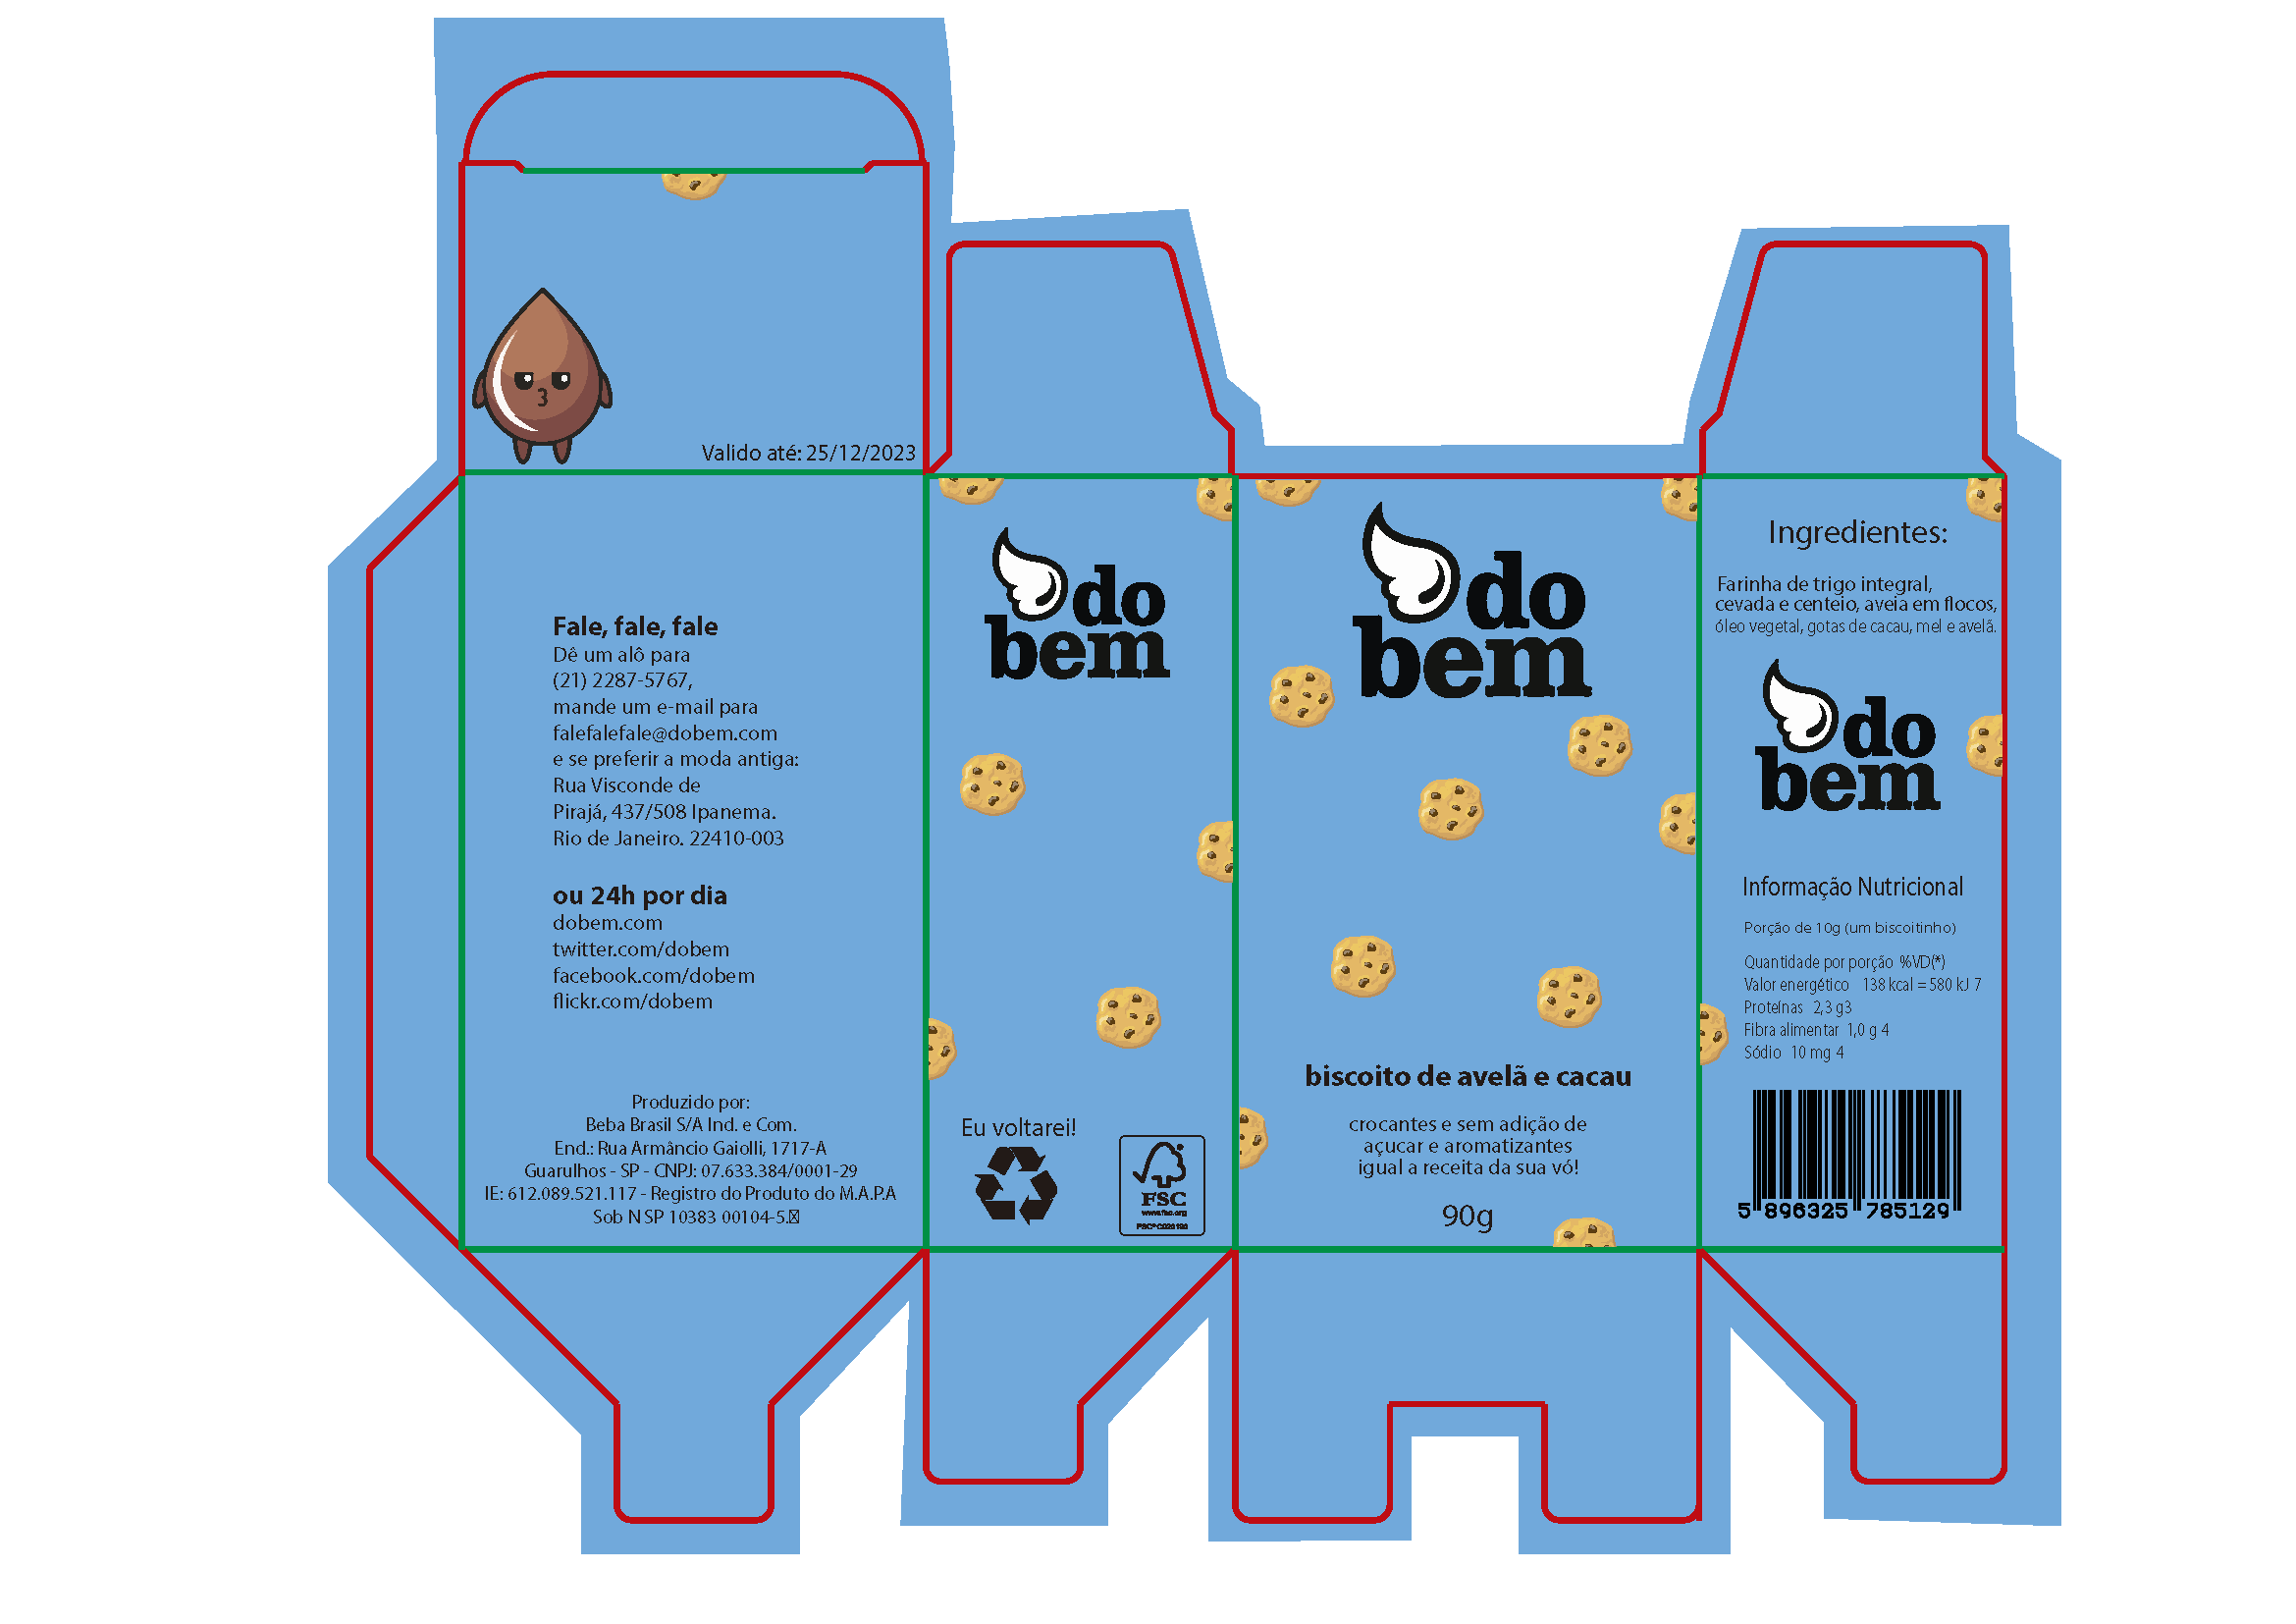 Valido até: 25/12/2023
Fale, fale, fale
Dê um alô para
(21) 2287-5767,
mande um e-mail para
falefalefale@dobem.com
e se preferir a moda antiga:
Rua Visconde de
Pirajá, 437/508 Ipanema.
Rio de Janeiro. 22410-003
ou 24h por dia
dobem.com
twitter.com/dobem
facebook.com/dobem
flickr.com/dobem
Produzido por:
Beba Brasil S/A Ind. e Com.
End.: Rua Armâncio Gaiolli, 1717-A
Guarulhos - SP - CNPJ: 07.633.384/0001-29
IE: 612.089.521.117 - Registro do Produto do M.A.P.A
Sob N SP 10383 00104-5.
do
bem
Eu voltarei!
FSC
www.fsc.org
FSC® C020190
do
bem
biscoito de avelã e cacau
crocantes e sem adição de
açucar e aromatizantes
igual a receita da sua vó!
90g
Ingredientes:
Farinha de trigo integral,
cevada e centeio, aveia em flocos,
óleo vegetal, gotas de cacau, mel e avelã.
do
bem
Informação Nutricional
Porção de 10g (um biscoitinho)
Quantidade por porção %VD(*)
Valor energético 138 kcal = 580 kJ 7
Proteínas 2,3 g3
Fibra alimentar 1,0 g 4
Sódio 10 mg 4
5 896325 785129